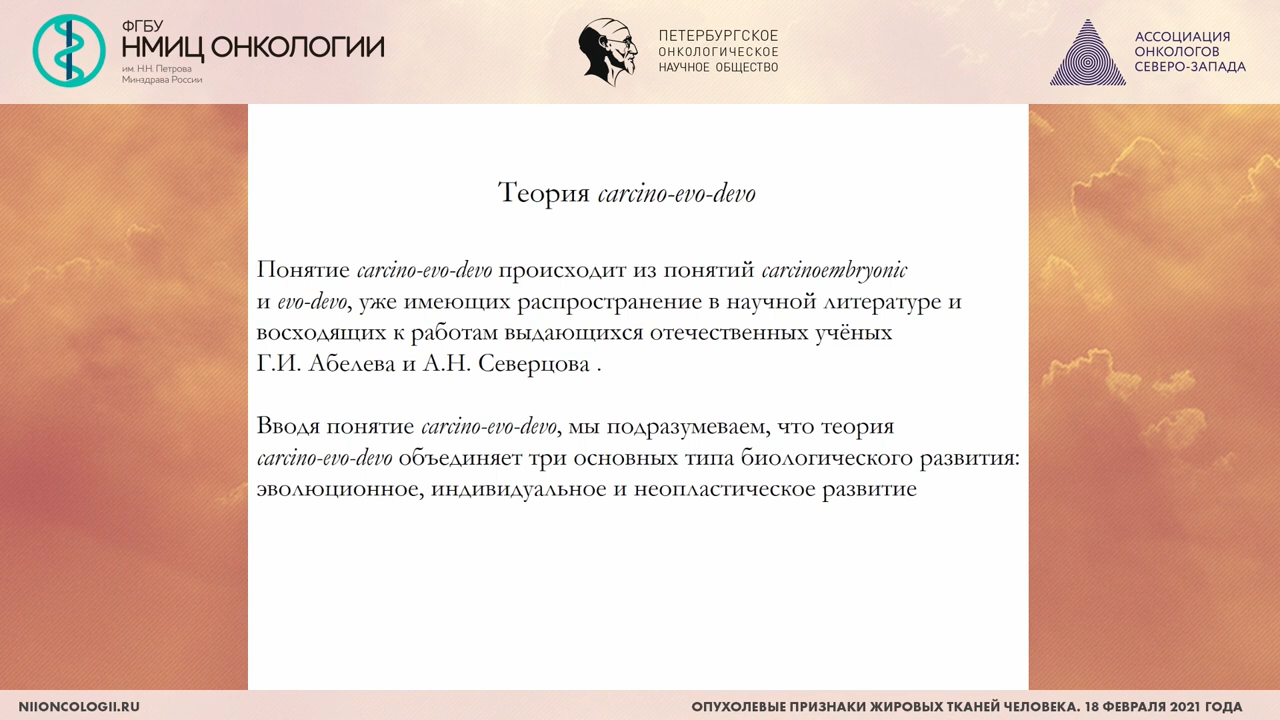 ФГБУ
НМИЦ ОНКОЛОГИИ
им. Н.Н. Петрова
Минздрава России
ПЕТЕРБУРГСКОЕ
ОНКОЛОГИЧЕСКОЕ
НАУЧНОЕ ОБЩЕСТВО
АССОЦИАЦИЯ
ОНКОЛОГОВ
СЕВЕРО-ЗАПАДА
Теория carcino-evo-devo
Понятие carcino-evo-devo происходит из понятий carcinoembryonic
и evo-devo, уже имеющих распространение в научной литературе и
восходящих к работам выдающихся отечественных учёных
Г.И. Абелева и А.Н. Северцова .
Вводя понятие carcino-evo-devo, мы подразумеваем, что теория
carcino-evo-devo объединяет три основных типа биологического развития:
эволюционное, индивидуальное и неопластическое развитие
NIIONCOLOGII.RU
ОПУХОЛЕВЫЕ ПРИЗНАКИ ЖИРОВЫХ ТКАНЕЙ ЧЕЛОВЕКА. 18 ФЕВРАЛЯ 2021 ГОДА